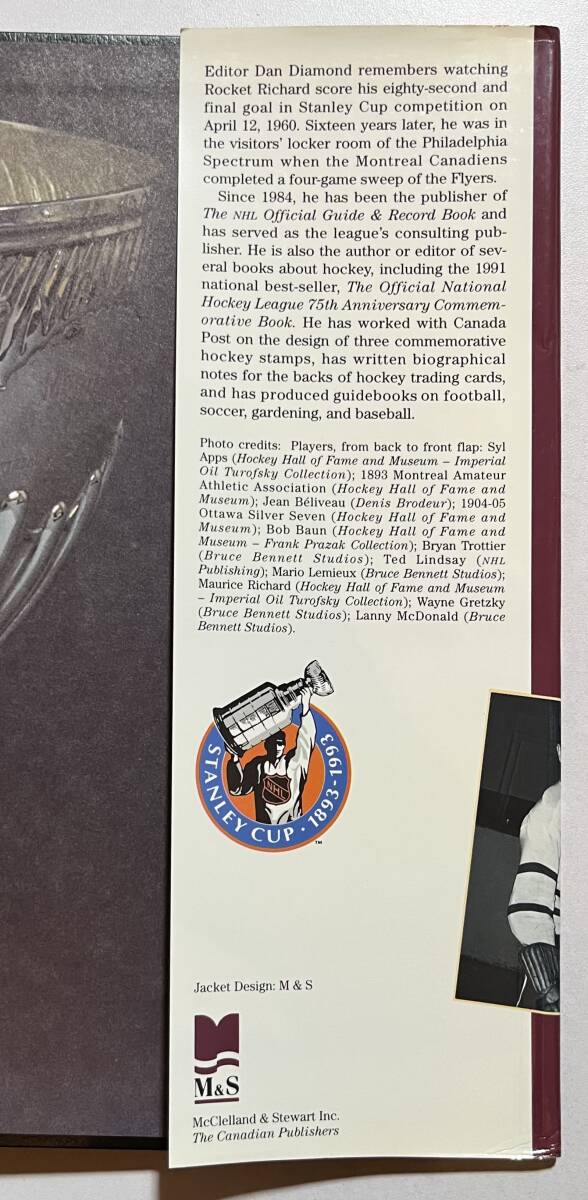 Editor Dan Diamond remembers watching
Rocket Richard score his eighty-second and
final goal in Stanley Cup competition on
April 12, 1960. Sixteen years later, he was in
the visitors' locker room of the Philadelphia
Spectrum when the Montreal Canadiens
completed a four-game sweep of the Flyers.
Since 1984, he has been the publisher of
The NHL Official Guide & Record Book and
has served as the league's consulting pub-
lisher. He is also the author or editor of sev-
eral books about hockey, including the 1991
national best-seller, The Official National
Hockey League 75th Anniversary Commem-
orative Book. He has worked with Canada
Post on the design of three commemorative
hockey stamps, has written biographical
notes for the backs of hockey trading cards,
and has produced guidebooks on football,
soccer, gardening, and baseball.
Photo credits: Players, from back to front flap: Syl
Apps (Hockey Hall of Fame and Museum – Imperial
Oil Turofsky Collection); 1893 Montreal Amateur
Athletic Association (Hockey Hall of Fame and
Museum); Jean Béliveau (Denis Brodeur); 1904-05
Ottawa Silver Seven (Hockey Hall of Fame and
Museum); Bob Baun (Hockey Hall of Fame and
Museum – Frank Prazak Collection); Bryan Trottier
(Bruce Bennett Studios); Ted Lindsay (NHL
Publishing); Mario Lemieux (Bruce Bennett Studios);
Maurice Richard (Hockey Hall of Fame and Museum
– Imperial Oil Turofsky Collection); Wayne Gretzky
(Bruce Bennett Studios); Lanny McDonald (Bruce
Bennett Studios).
NHL
STANLEY CUP · 1893-1993
™
Jacket Design: M & S
M&S
McClelland & Stewart Inc.
The Canadian Publishers